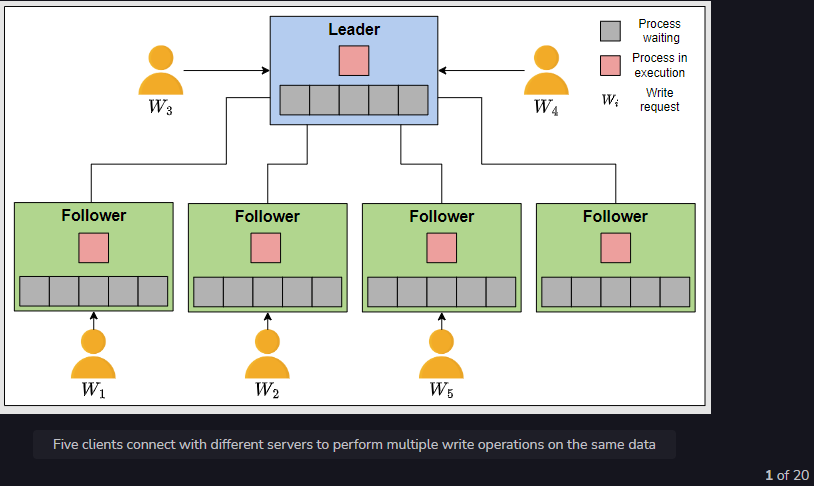 Leader
Process
waiting
Process in
execution
W_i
Write
request
W_3
W_4
Follower
Follower
Follower
Follower
W_1
W_2
W_5
Five clients connect with different servers to perform multiple write operations on the same data
1 of 20